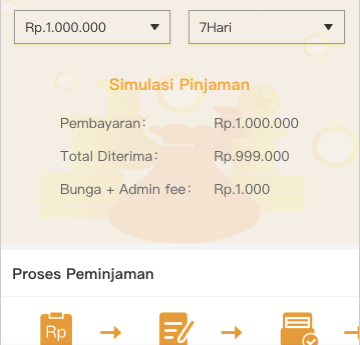 Rp.1.000.000 7Hari
Simulasi Pinjaman
Pembayaran: Rp.1.000.000
Total Diterima: Rp.999.000
Bunga + Admin fee: Rp.1.000
Proses Peminjaman
Rp